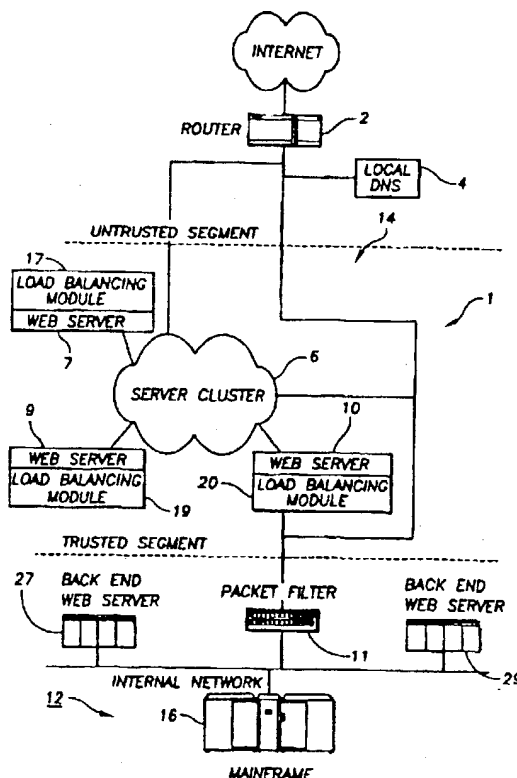 INTERNET
ROUTER
2
LOCAL
DNS
4
UNTRUSTED SEGMENT
14
17
LOAD BALANCING
MODULE
WEB SERVER
7
1
6
SERVER CLUSTER
9
10
WEB SERVER
LOAD BALANCING
MODULE
19
WEB SERVER
LOAD BALANCING
MODULE
20
TRUSTED SEGMENT
27
BACK END
WEB SERVER
PACKET FILTER
11
BACK END
WEB SERVER
29
INTERNAL NETWORK
12
16
MAINFRAME